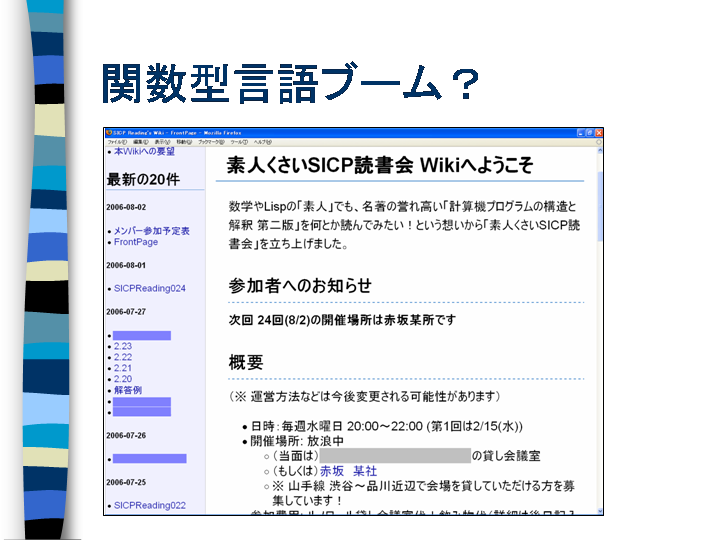 関数型言語ブーム？
SICP Reading's Wiki - FrontPage - Mozilla Firefox
ファイル(F) 編集(E) 表示(V) 移動(G) ブックマーク(B) ツール(T) ヘルプ(H)
• 本Wikiへの要望
最新の20件
2006-08-02
• メンバー参加予定表
• FrontPage
2006-08-01
• SICPReading024
2006-07-27
• 2.23
• 2.22
• 2.21
• 2.20
• 解答例
2006-07-26
2006-07-25
• SICPReading022
素人くさいSICP読書会 Wikiへようこそ
数学やLispの「素人」でも、名著の誉れ高い「計算機プログラムの構造と
解釈 第二版」を何とか読んでみたい！という想いから「素人くさいSICP読
書会」を立ち上げました。
参加者へのお知らせ
次回 24回(8/2)の開催場所は赤坂某所です
概要
(※ 運営方法などは今後変更される可能性があります)
• 日時：毎週水曜日 20:00～22:00 (第1回は2/15(水))
• 開催場所: 放浪中
○ (当面は) の貸し会議室
○ (もしくは) 赤坂 某社
○ ※ 山手線 渋谷～品川近辺で会場を貸していただける方を募
集しています！